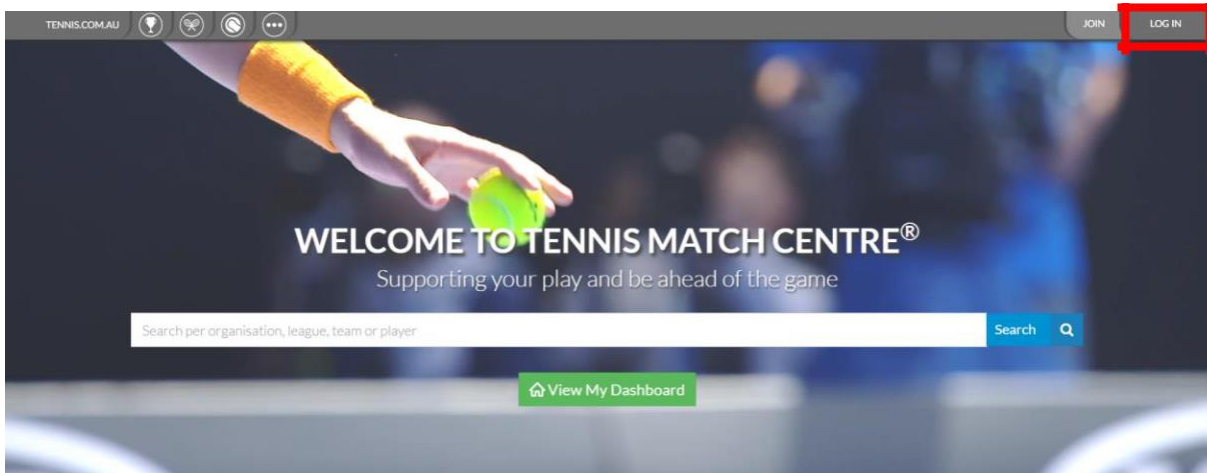 TENNIS.COM.AU
JOIN
LOG IN
WELCOME TO TENNIS MATCH CENTRE®
Supporting your play and be ahead of the game
Search per organisation, league, team or player
Search
View My Dashboard